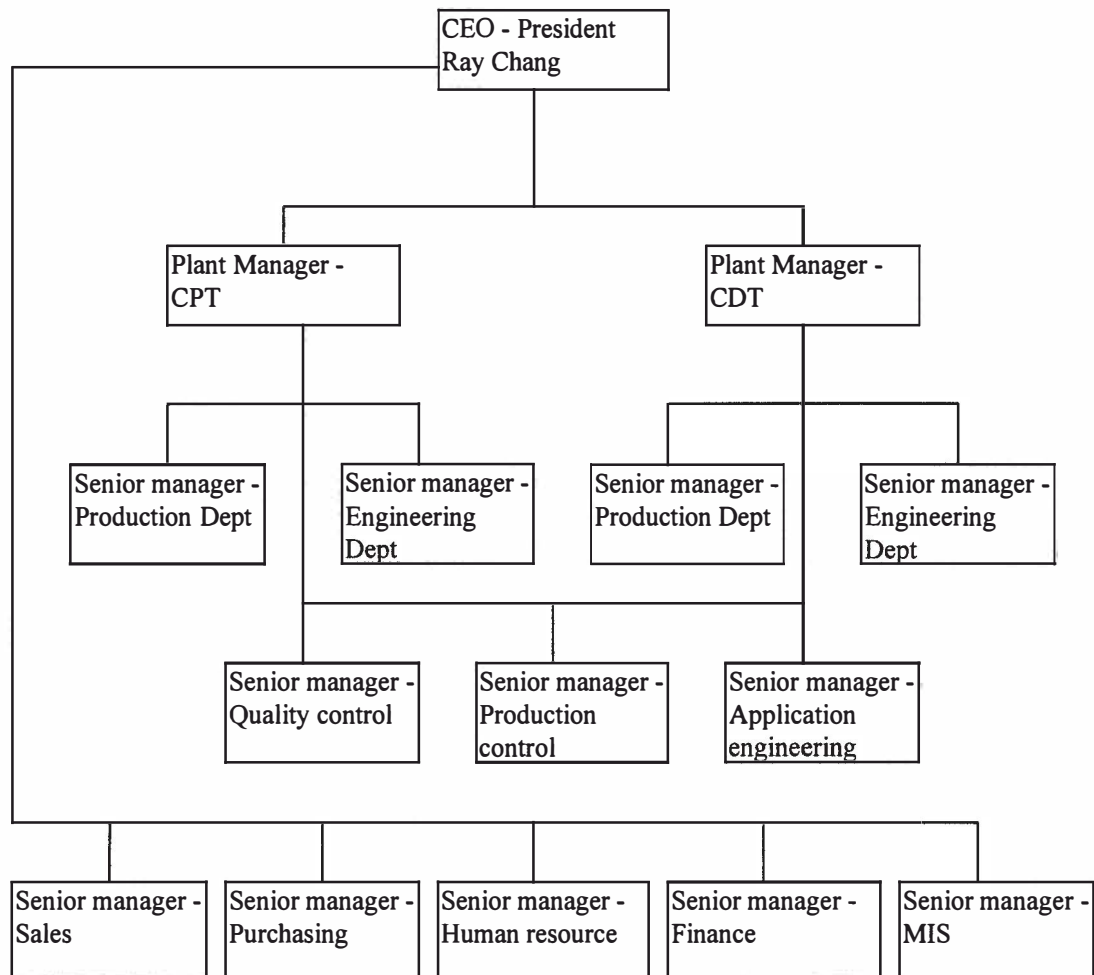 CEO - President
Ray Chang
Plant Manager -
CPT
Plant Manager -
CDT
Senior manager -
Production Dept
Senior manager -
Engineering
Dept
Senior manager -
Production Dept
Senior manager -
Engineering
Dept
Senior manager -
Quality control
Senior manager -
Production
control
Senior manager -
Application
engineering
Senior manager -
Sales
Senior manager -
Purchasing
Senior manager -
Human resource
Senior manager -
Finance
Senior manager -
MIS